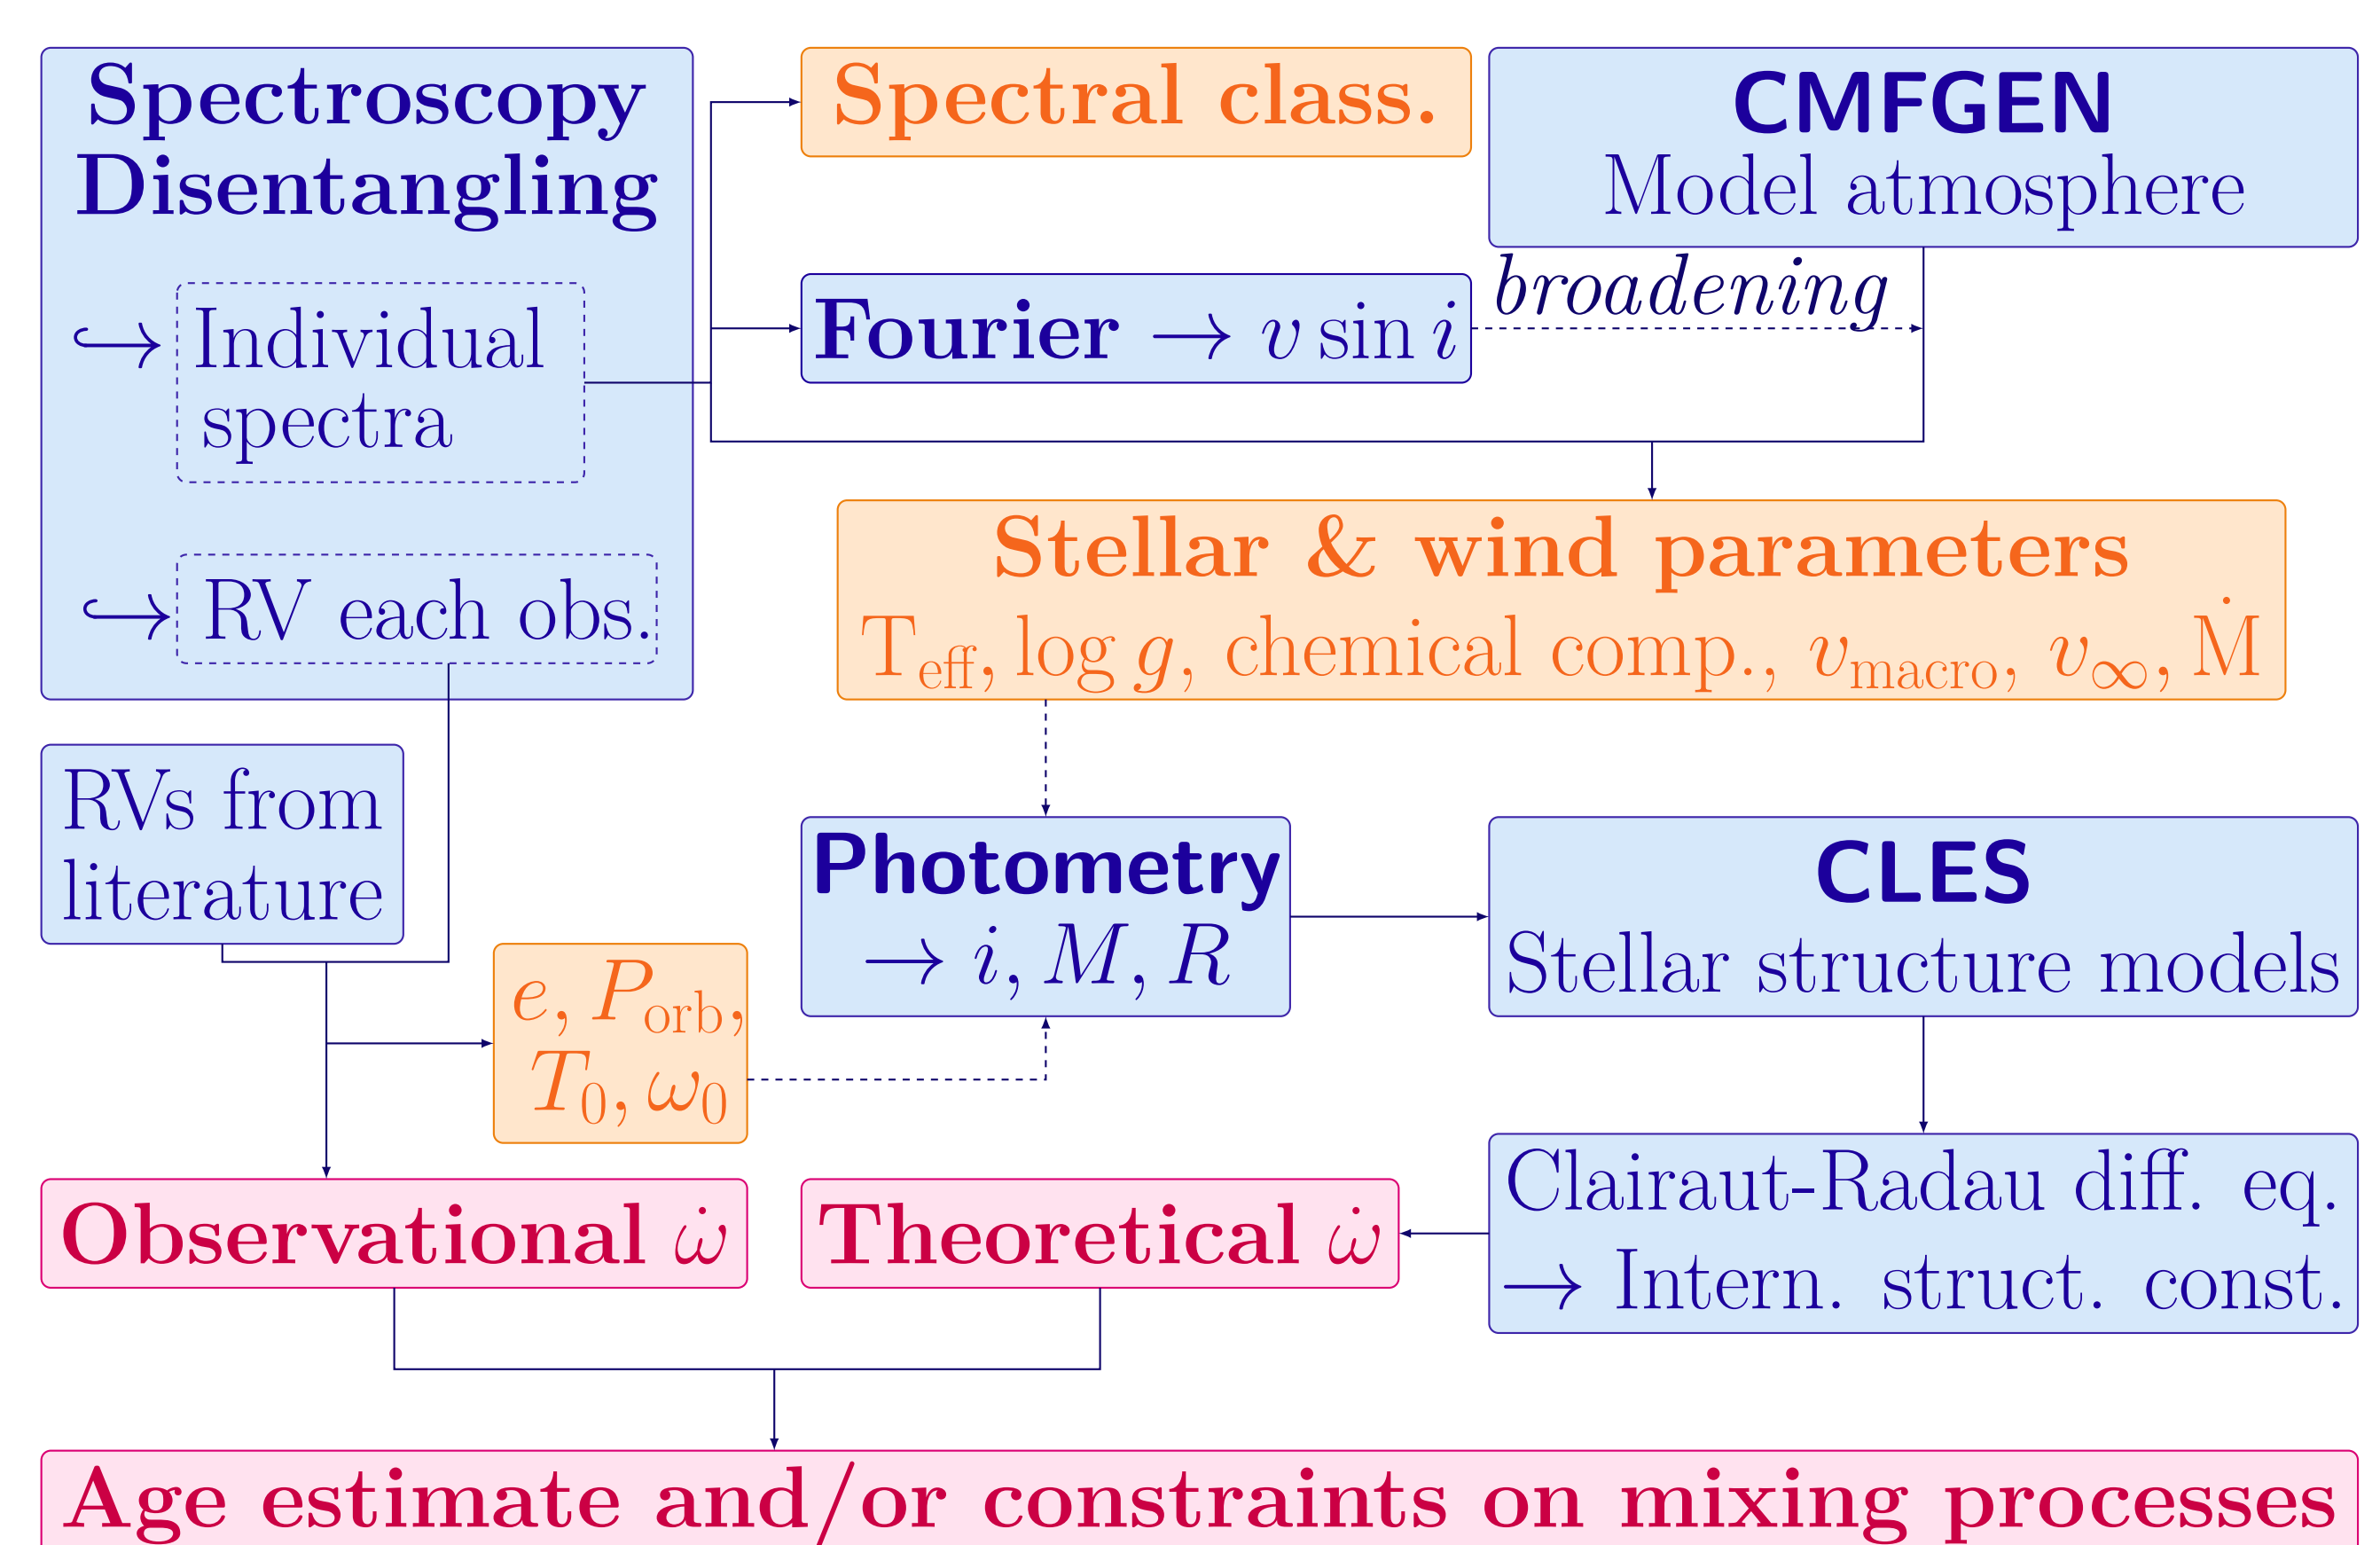 Spectroscopy
Disentangling
↪ Individual
spectra
↪ RV each obs.
Spectral class.
Fourier → v sin i
CMFGEN
Model atmosphere
broadening
Stellar & wind parameters
T_eff, log g, chemical comp., v_macro, v_∞, Ṁ
RVs from
literature
e, P_orb,
T_0, ω_0
Photometry
→ i, M, R
CLES
Stellar structure models
Clairaut-Radau diff. eq.
→ Intern. struct. const.
Observational ω̇
Theoretical ω̇
Age estimate and/or constraints on mixing processes